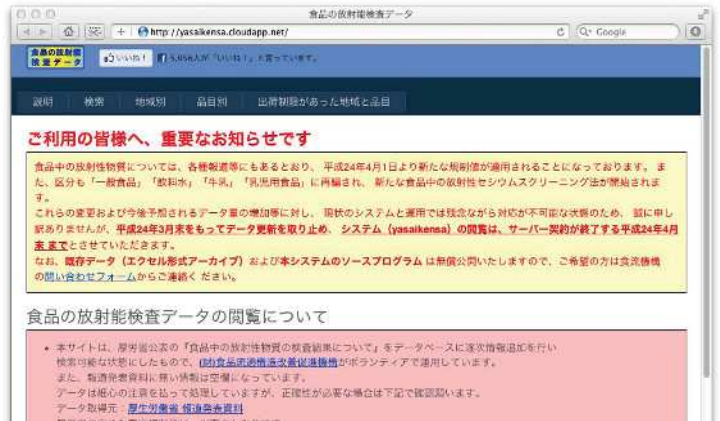 食品の放射能検査データ
http://yasaikensa.cloudapp.net/
Google
食品の放射能
検査データ
いいね！
5,056人が「いいね！」と言っています。
説明 検索 地域別 品目別 出荷制限があった地域と品目
ご利用の皆様へ、重要なお知らせです
食品中の放射性物質については、各種報道等にもあるとおり、 平成24年4月1日より新たな規制値が適用されることになっております。 ま
た、区分も「一般食品」「飲料水」「牛乳」「乳児用食品」に再編され、 新たな食品中の放射性セシウムスクリーニング法が開始されま
す。
これらの変更および今後予想されるデータ量の増加等に対し、 現状のシステムと運用では残念ながら対応が不可能な状態のため、 誠に申し
訳ありませんが、平成24年3月末をもってデータ更新を取り止め、 システム（yasaikensa）の閲覧は、サーバー契約が終了する平成24年4月
末 までとさせていただきます。
なお、既存データ（エクセル形式アーカイブ）および本システムのソースプログラム は無償公開いたしますので、ご希望の方は食流機構
の問い合わせフォームからご連絡く ださい。
食品の放射能検査データの閲覧について
本サイトは、厚労省公表の『食品中の放射性物質の検査結果について』をデータベースに逐次情報追加を行い
検索可能な状態にしたもので、(財)食品流通構造改善促進機構がボランティアで運用しています。
また、報道発表資料に無い情報は空欄になっています。
データは細心の注意を払って処理していますが、正確性が必要な場合は下記で確認願います。
データ取得元：厚生労働省 報道発表資料